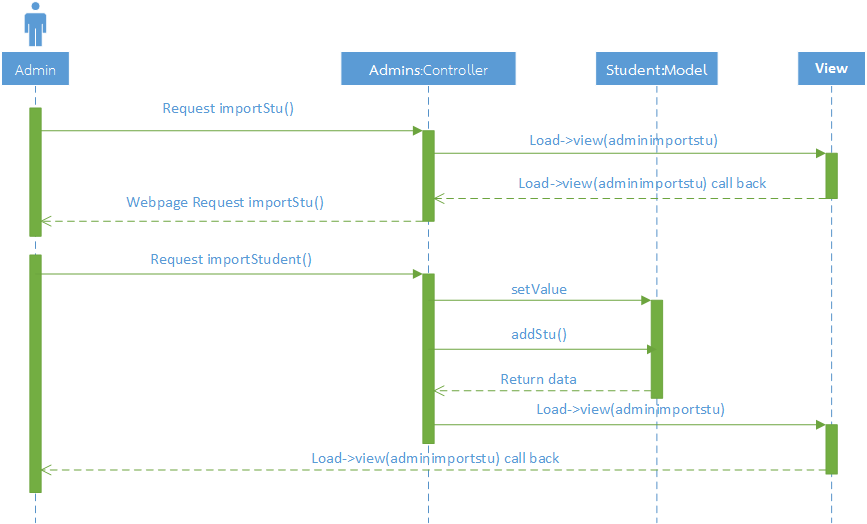 Admin
Admins:Controller
Student:Model
View
Request importStu()
Load->view(adminimportstu)
Load->view(adminimportstu) call back
Webpage Request importStu()
Request importStudent()
setValue
addStu()
Return data
Load->view(adminimportstu)
Load->view(adminimportstu) call back